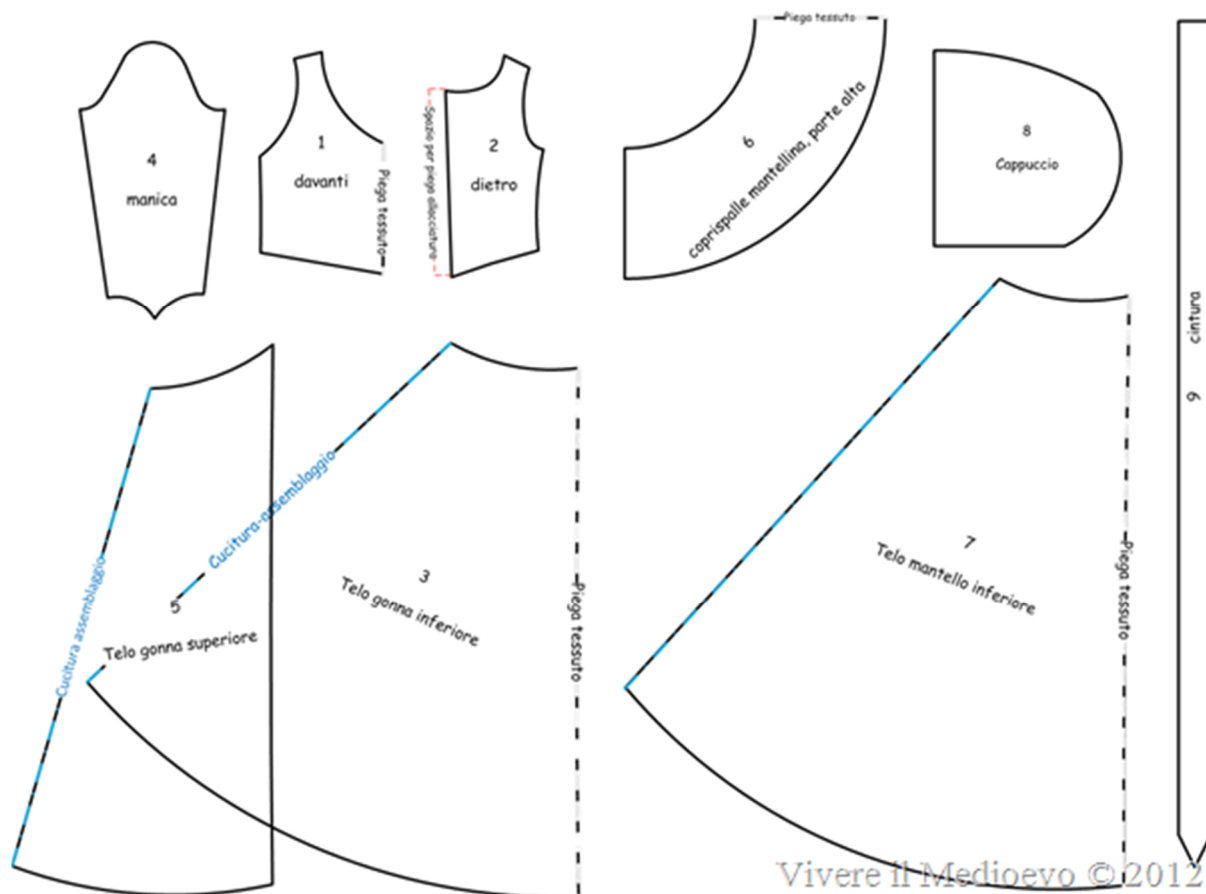 4
manica
1
davanti
Piega tessuto
Spazio per piega allacciatura
2
dietro
Piega tessuto
6
coprispalle mantellina, parte alta
8
Cappuccio
9 cintura
Cucitura assemblaggio
5
Telo gonna superiore
Cucitura-assemblaggio
3
Telo gonna inferiore
Piega tessuto
7
Telo mantello inferiore
Piega tessuto
Vivere il Medioevo © 2012